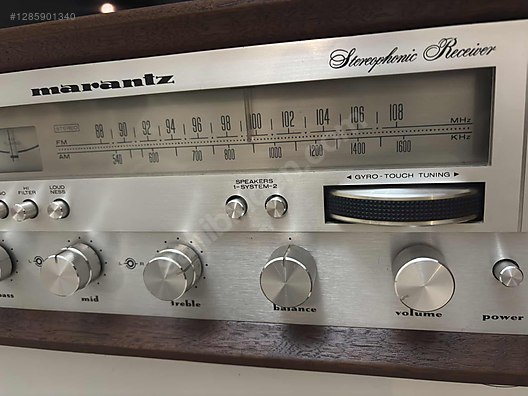 #1285901340
marantz
Stereophonic Receiver
STEREO
FM 88 90 92 94 96 98 100 102 104 106 108 MHz
AM 540 600 700 800 1000 1200 1400 1600 KHz
◄ GYRO-TOUCH TUNING ►
HI
FILTER
LOUD
NESS
SPEAKERS
1-SYSTEM-2
L R
bass
mid
treble
balance
volume
power